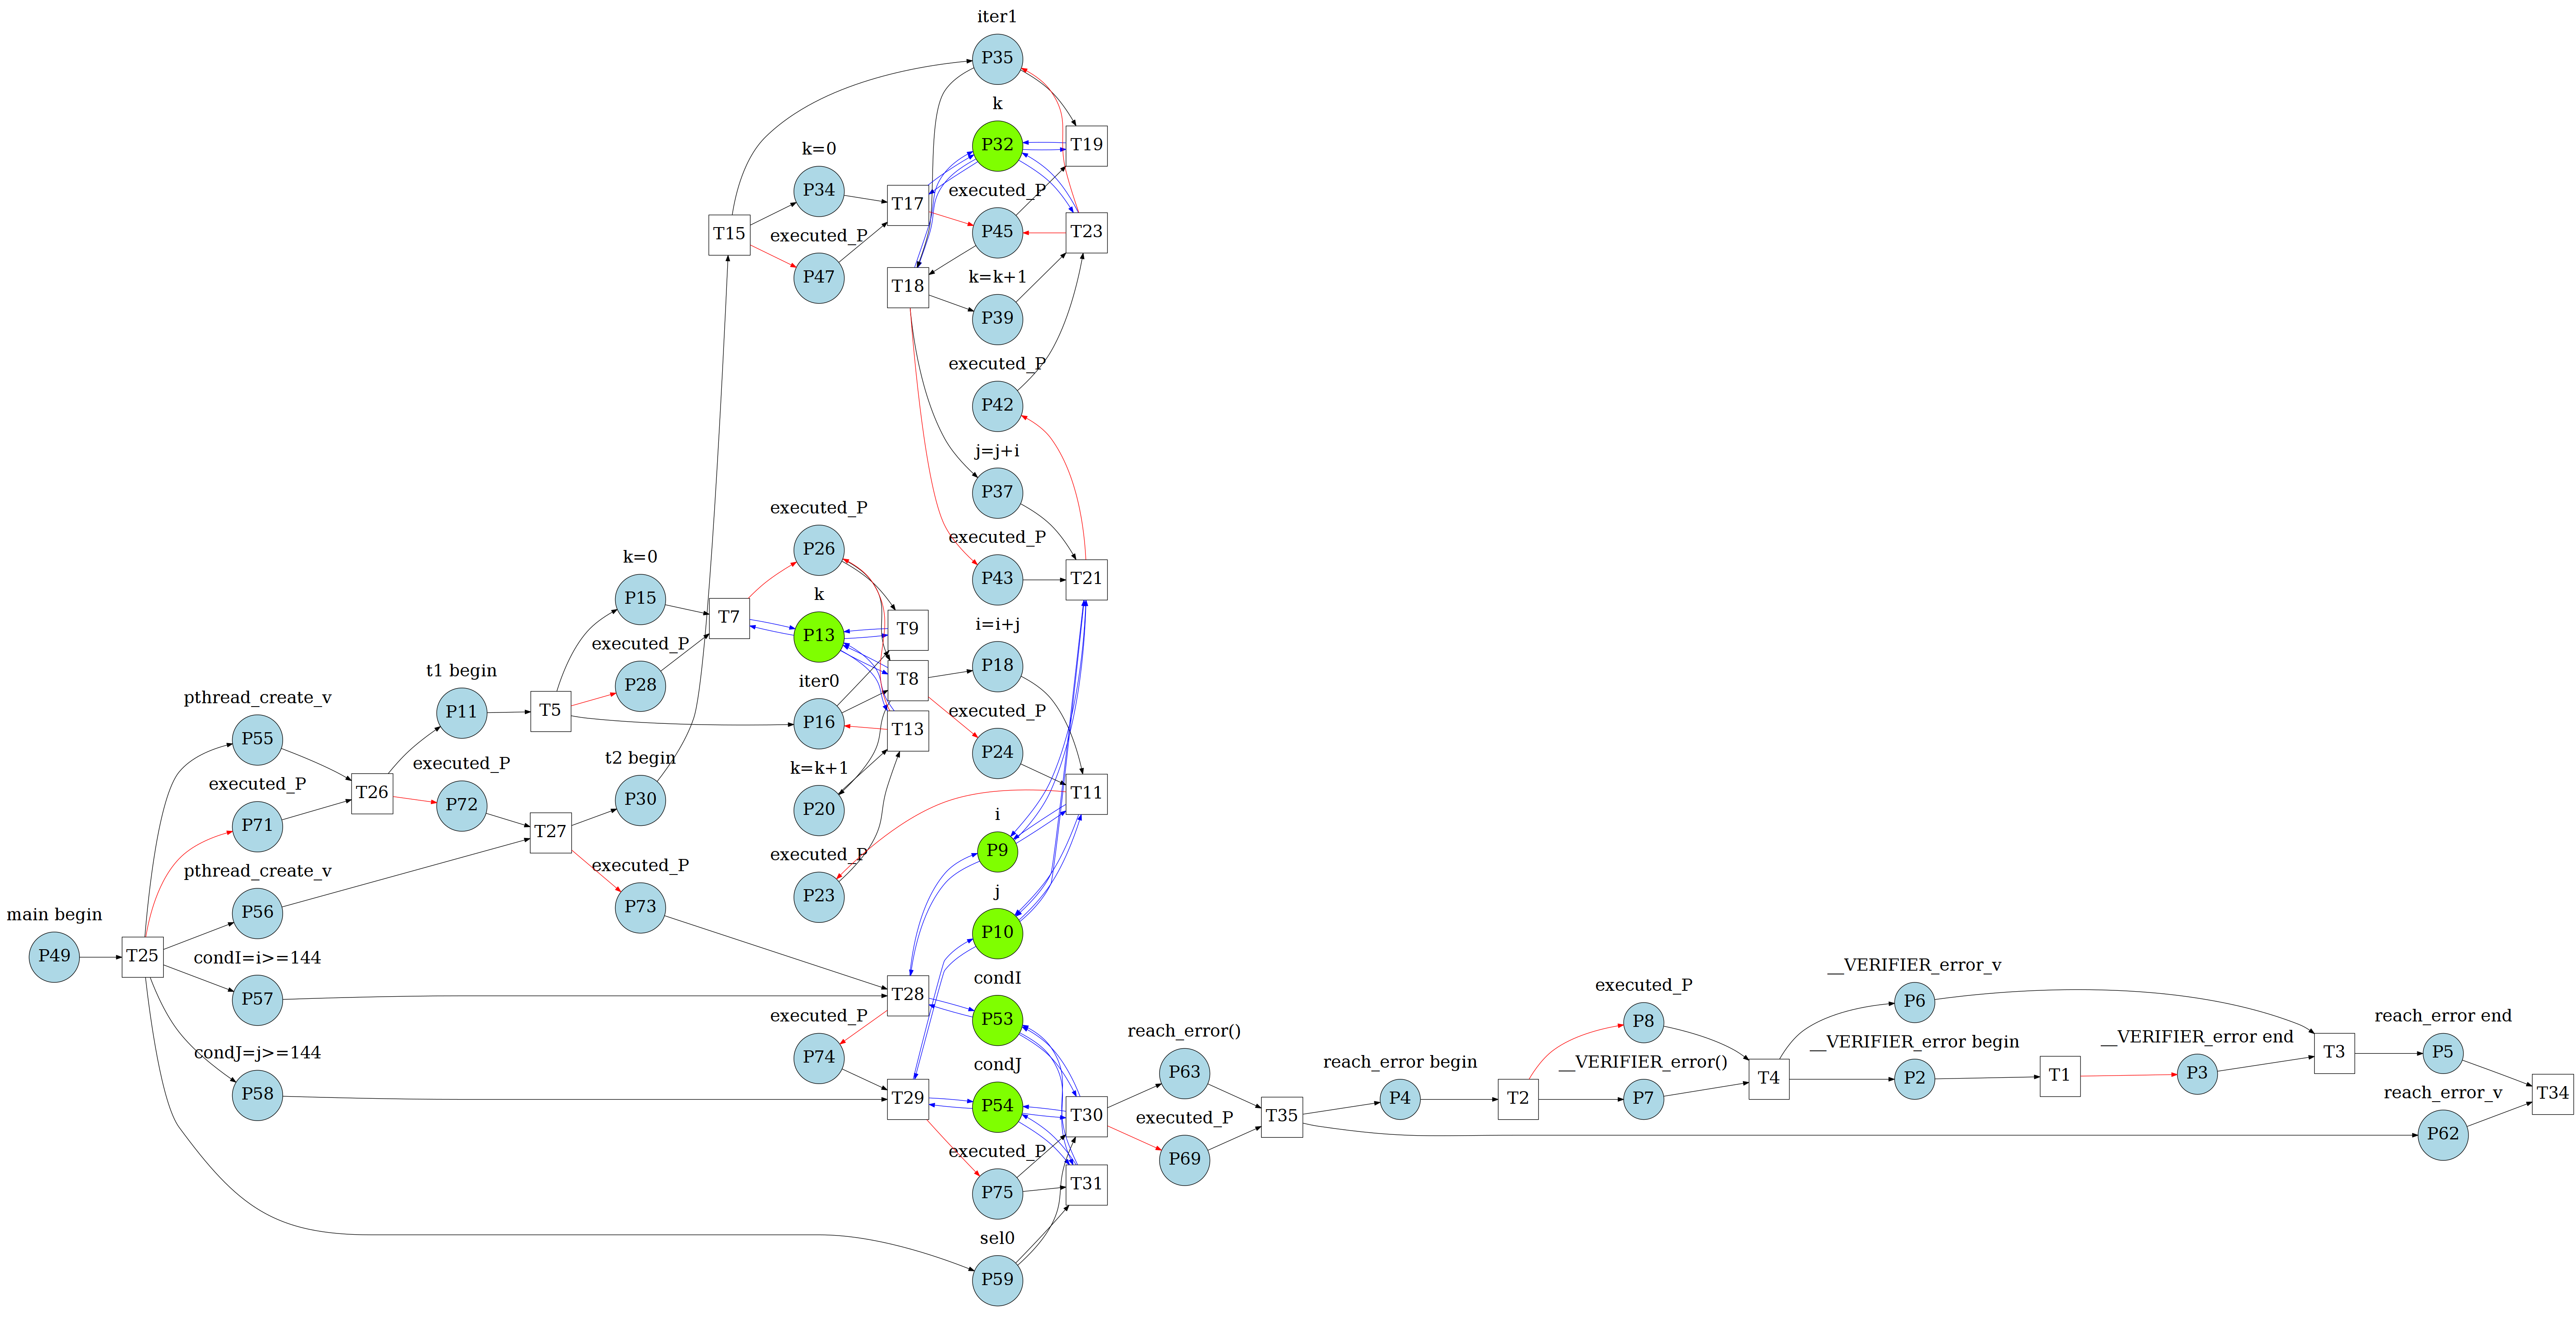 iter1
P35
k
P32
T19
k=0
P34
T17
executed_P
P45
T23
T15
executed_P
P47
T18
k=k+1
P39
executed_P
P42
j=j+i
P37
executed_P
P26
executed_P
P43
T21
k=0
P15
T7
k
P13
T9
i=i+j
P18
executed_P
P28
T8
t1 begin
P11
T5
iter0
P16
T13
executed_P
P24
pthread_create_v
P55
executed_P
P71
T26
executed_P
P72
T27
t2 begin
P30
k=k+1
P20
T11
i
P9
executed_P
P23
pthread_create_v
P56
executed_P
P73
j
P10
main begin
P49
T25
condI=i>=144
P57
T28
condI
P53
condJ=j>=144
P58
executed_P
P74
T29
condJ
P54
T30
executed_P
P75
T31
sel0
P59
reach_error()
P63
executed_P
P69
T35
reach_error begin
P4
T2
executed_P
P8
__VERIFIER_error()
P7
T4
__VERIFIER_error_v
P6
__VERIFIER_error begin
P2
T1
__VERIFIER_error end
P3
T3
reach_error end
P5
reach_error_v
P62
T34